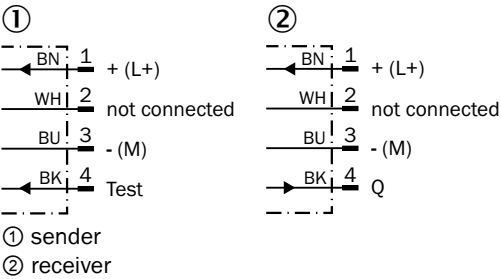 ① ②
BN 1 + (L+) BN 1 + (L+)
WH 2 not connected WH 2 not connected
BU 3 - (M) BU 3 - (M)
BK 4 Test BK 4 Q
① sender
② receiver